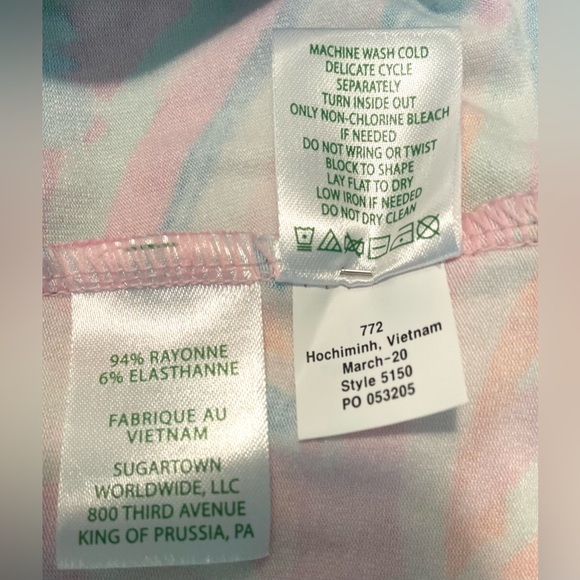 MACHINE WASH COLD
DELICATE CYCLE
SEPARATELY
TURN INSIDE OUT
ONLY NON-CHLORINE BLEACH
IF NEEDED
DO NOT WRING OR TWIST
BLOCK TO SHAPE
LAY FLAT TO DRY
LOW IRON IF NEEDED
DO NOT DRY CLEAN
772
Hochiminh, Vietnam
March-20
Style 5150
PO 053205
94% RAYONNE
6% ELASTHANNE
FABRIQUE AU
VIETNAM
SUGARTOWN
WORLDWIDE, LLC
800 THIRD AVENUE
KING OF PRUSSIA, PA